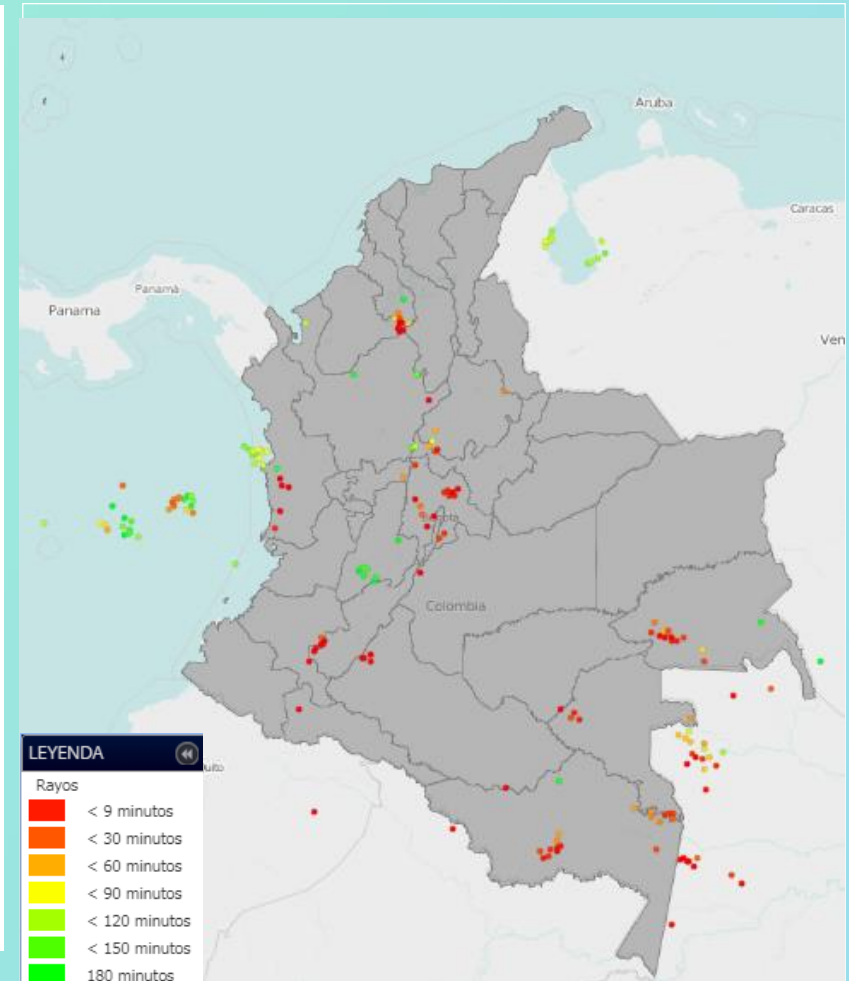 Aruba
Caracas
Panamá
Panama
Ven
Colombia
LEYENDA
Rayos
< 9 minutos
< 30 minutos
< 60 minutos
< 90 minutos
< 120 minutos
< 150 minutos
180 minutos